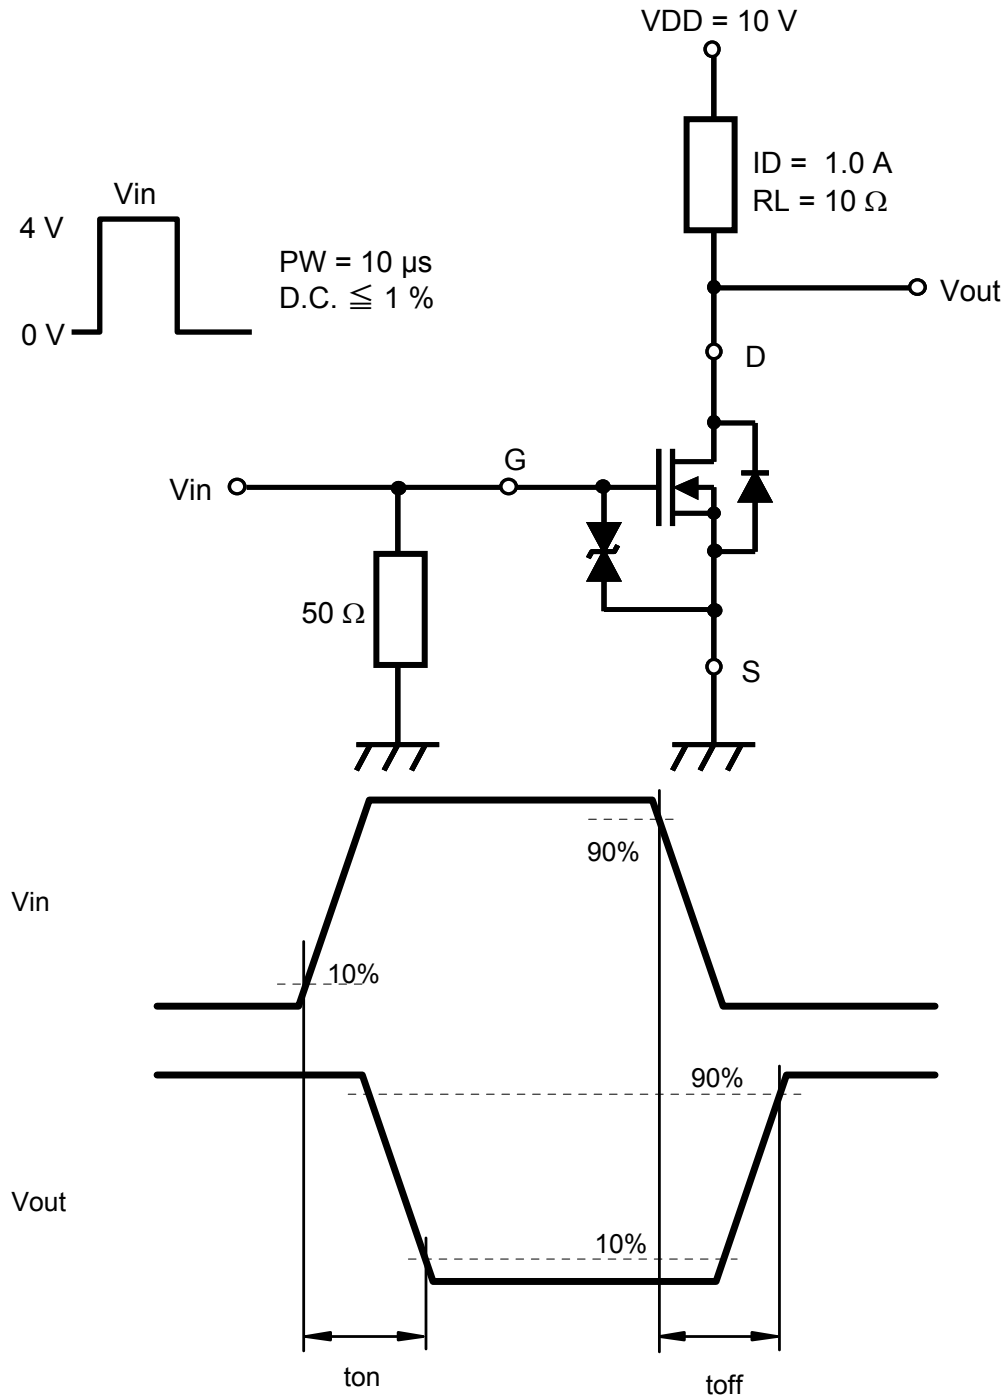 VDD = 10 V
ID = 1.0 A
RL = 10 Ω
Vin
4 V
PW = 10 µs
D.C. ≦ 1 %
0 V
Vout
D
G
Vin
50 Ω
S
90%
Vin
10%
90%
Vout
10%
ton
toff